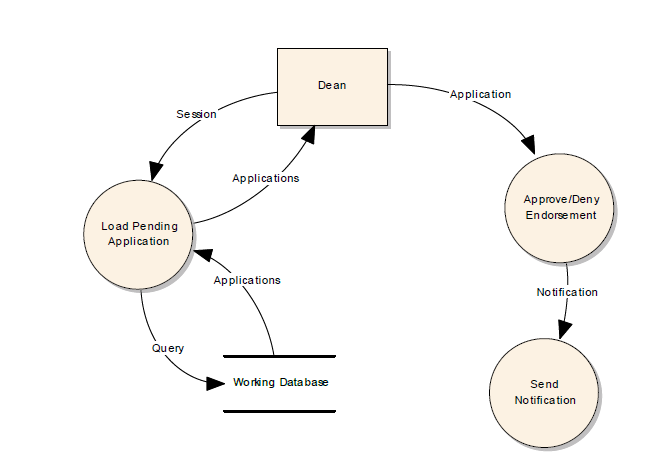 Dean
Session
Application
Applications
Load Pending
Application
Approve/Deny
Endorsement
Applications
Notification
Query
Working Database
Send
Notification